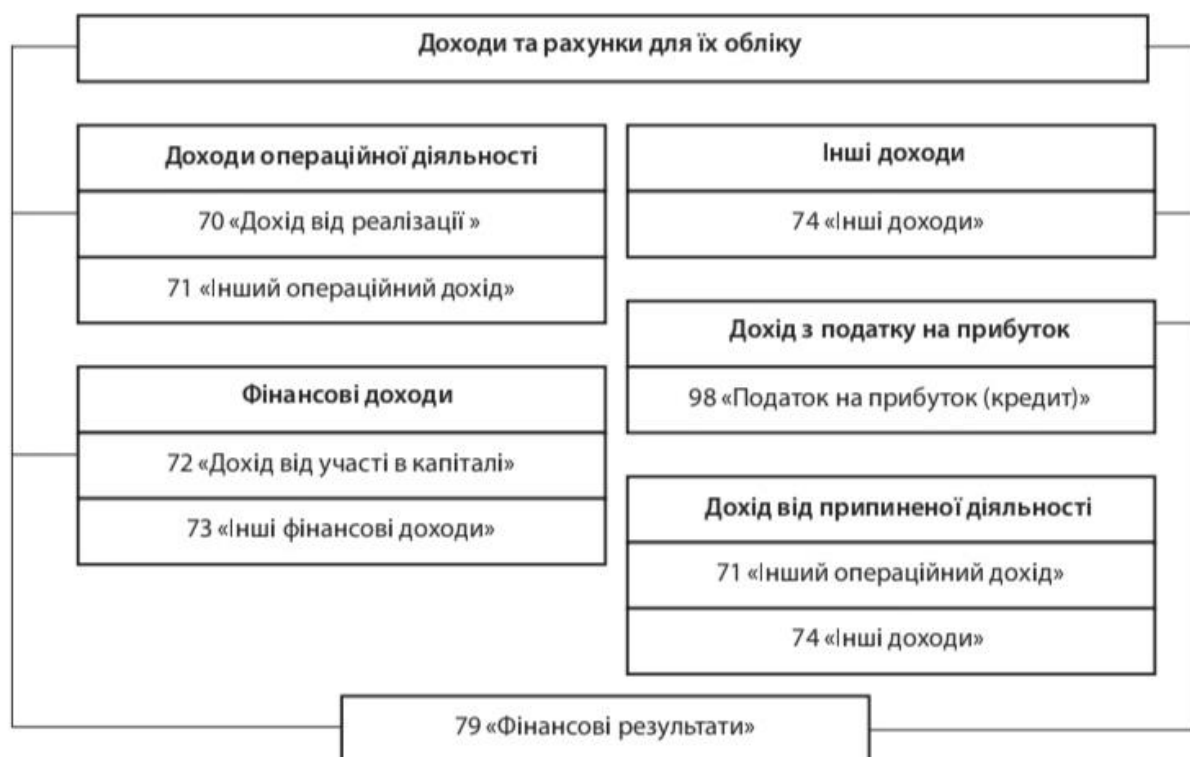 Доходи та рахунки для їх обліку
Доходи операційної діяльності
70 «Дохід від реалізації »
71 «Інший операційний дохід»
Фінансові доходи
72 «Дохід від участі в капіталі»
73 «Інші фінансові доходи»
Інші доходи
74 «Інші доходи»
Дохід з податку на прибуток
98 «Податок на прибуток (кредит)»
Дохід від припиненої діяльності
71 «Інший операційний дохід»
74 «Інші доходи»
79 «Фінансові результати»